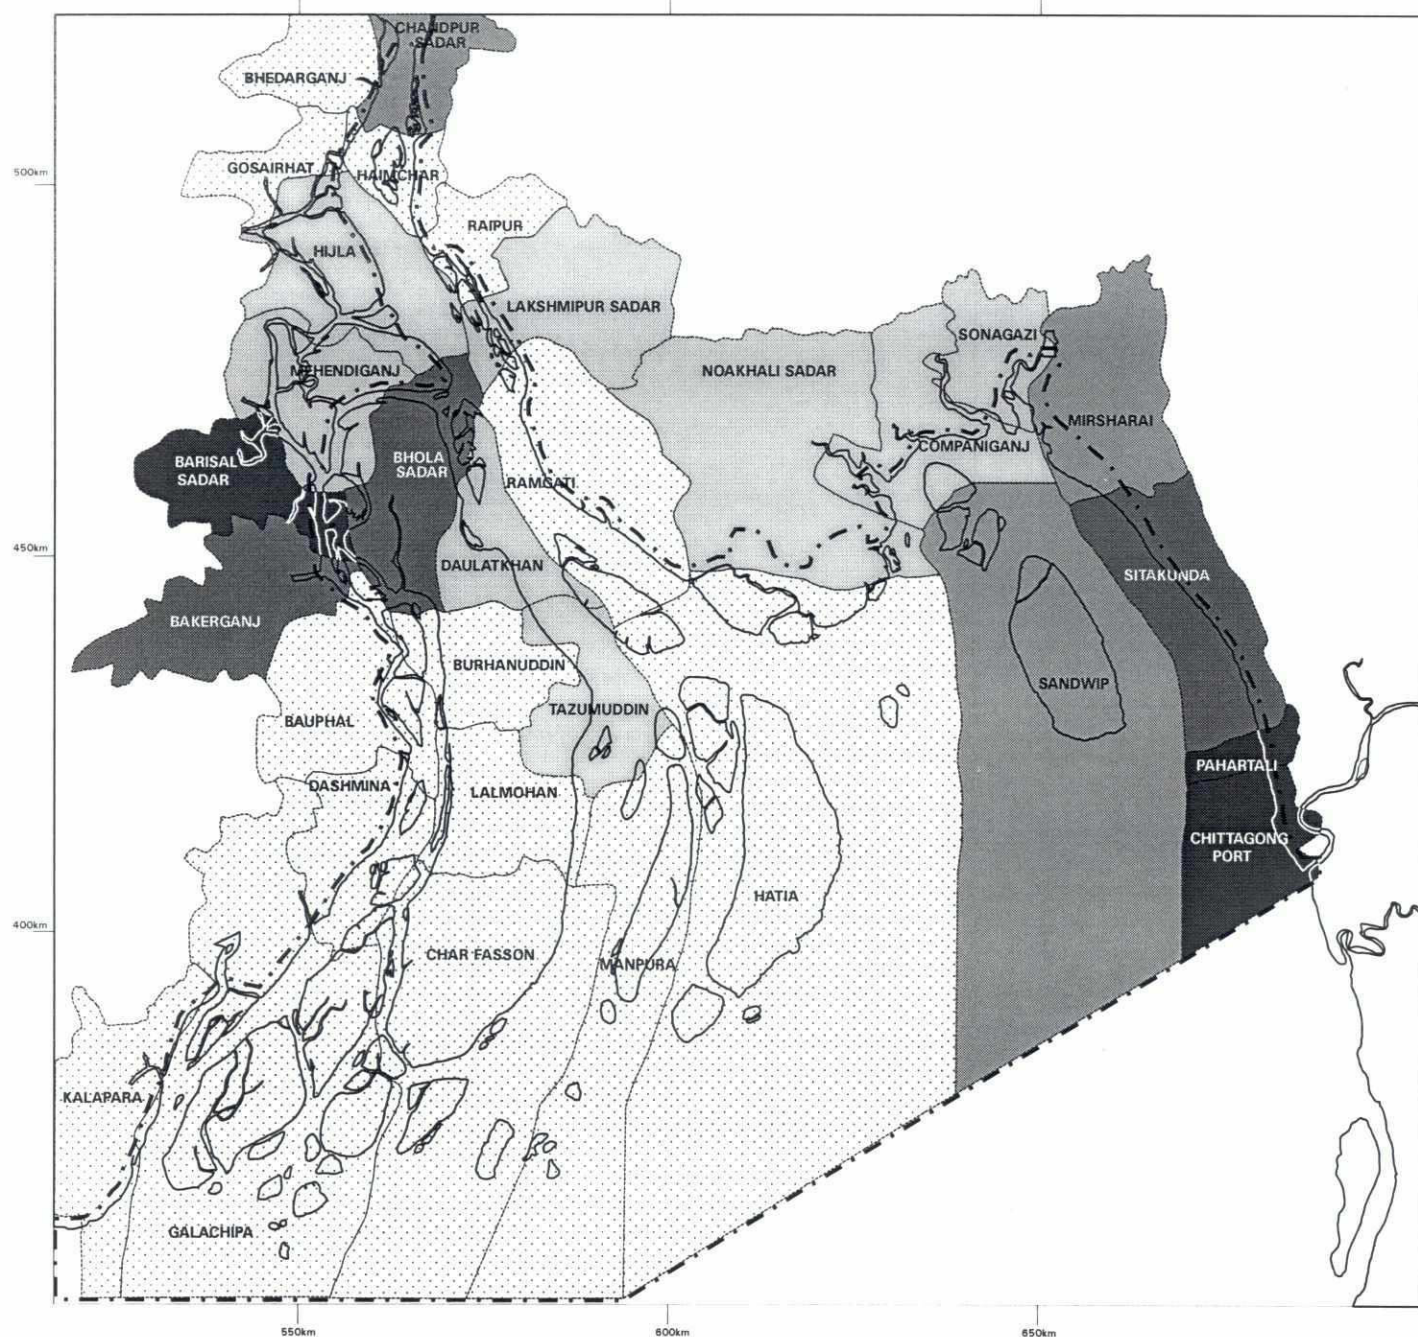 CHANDPUR
SADAR
BHEDARGANJ
GOSAIRHAT
HAIMCHAR
500km
RAIPUR
HIJLA
LAKSHMIPUR SADAR
SONAGAZI
MEHENDIGANJ
NOAKHALI SADAR
MIRSHARAI
COMPANIGANJ
BARISAL
SADAR
BHOLA
SADAR
RAMGATI
450km
DAULATKHAN
SITAKUNDA
BAKERGANJ
BURHANUDDIN
SANDWIP
TAZUMUDDIN
BAUPHAL
PAHARTALI
DASHMINA
LALMOHAN
CHITTAGONG
PORT
HATIA
400km
CHAR FASSON
MANPURA
KALAPARA
GALACHIPA
550km
600km
650km